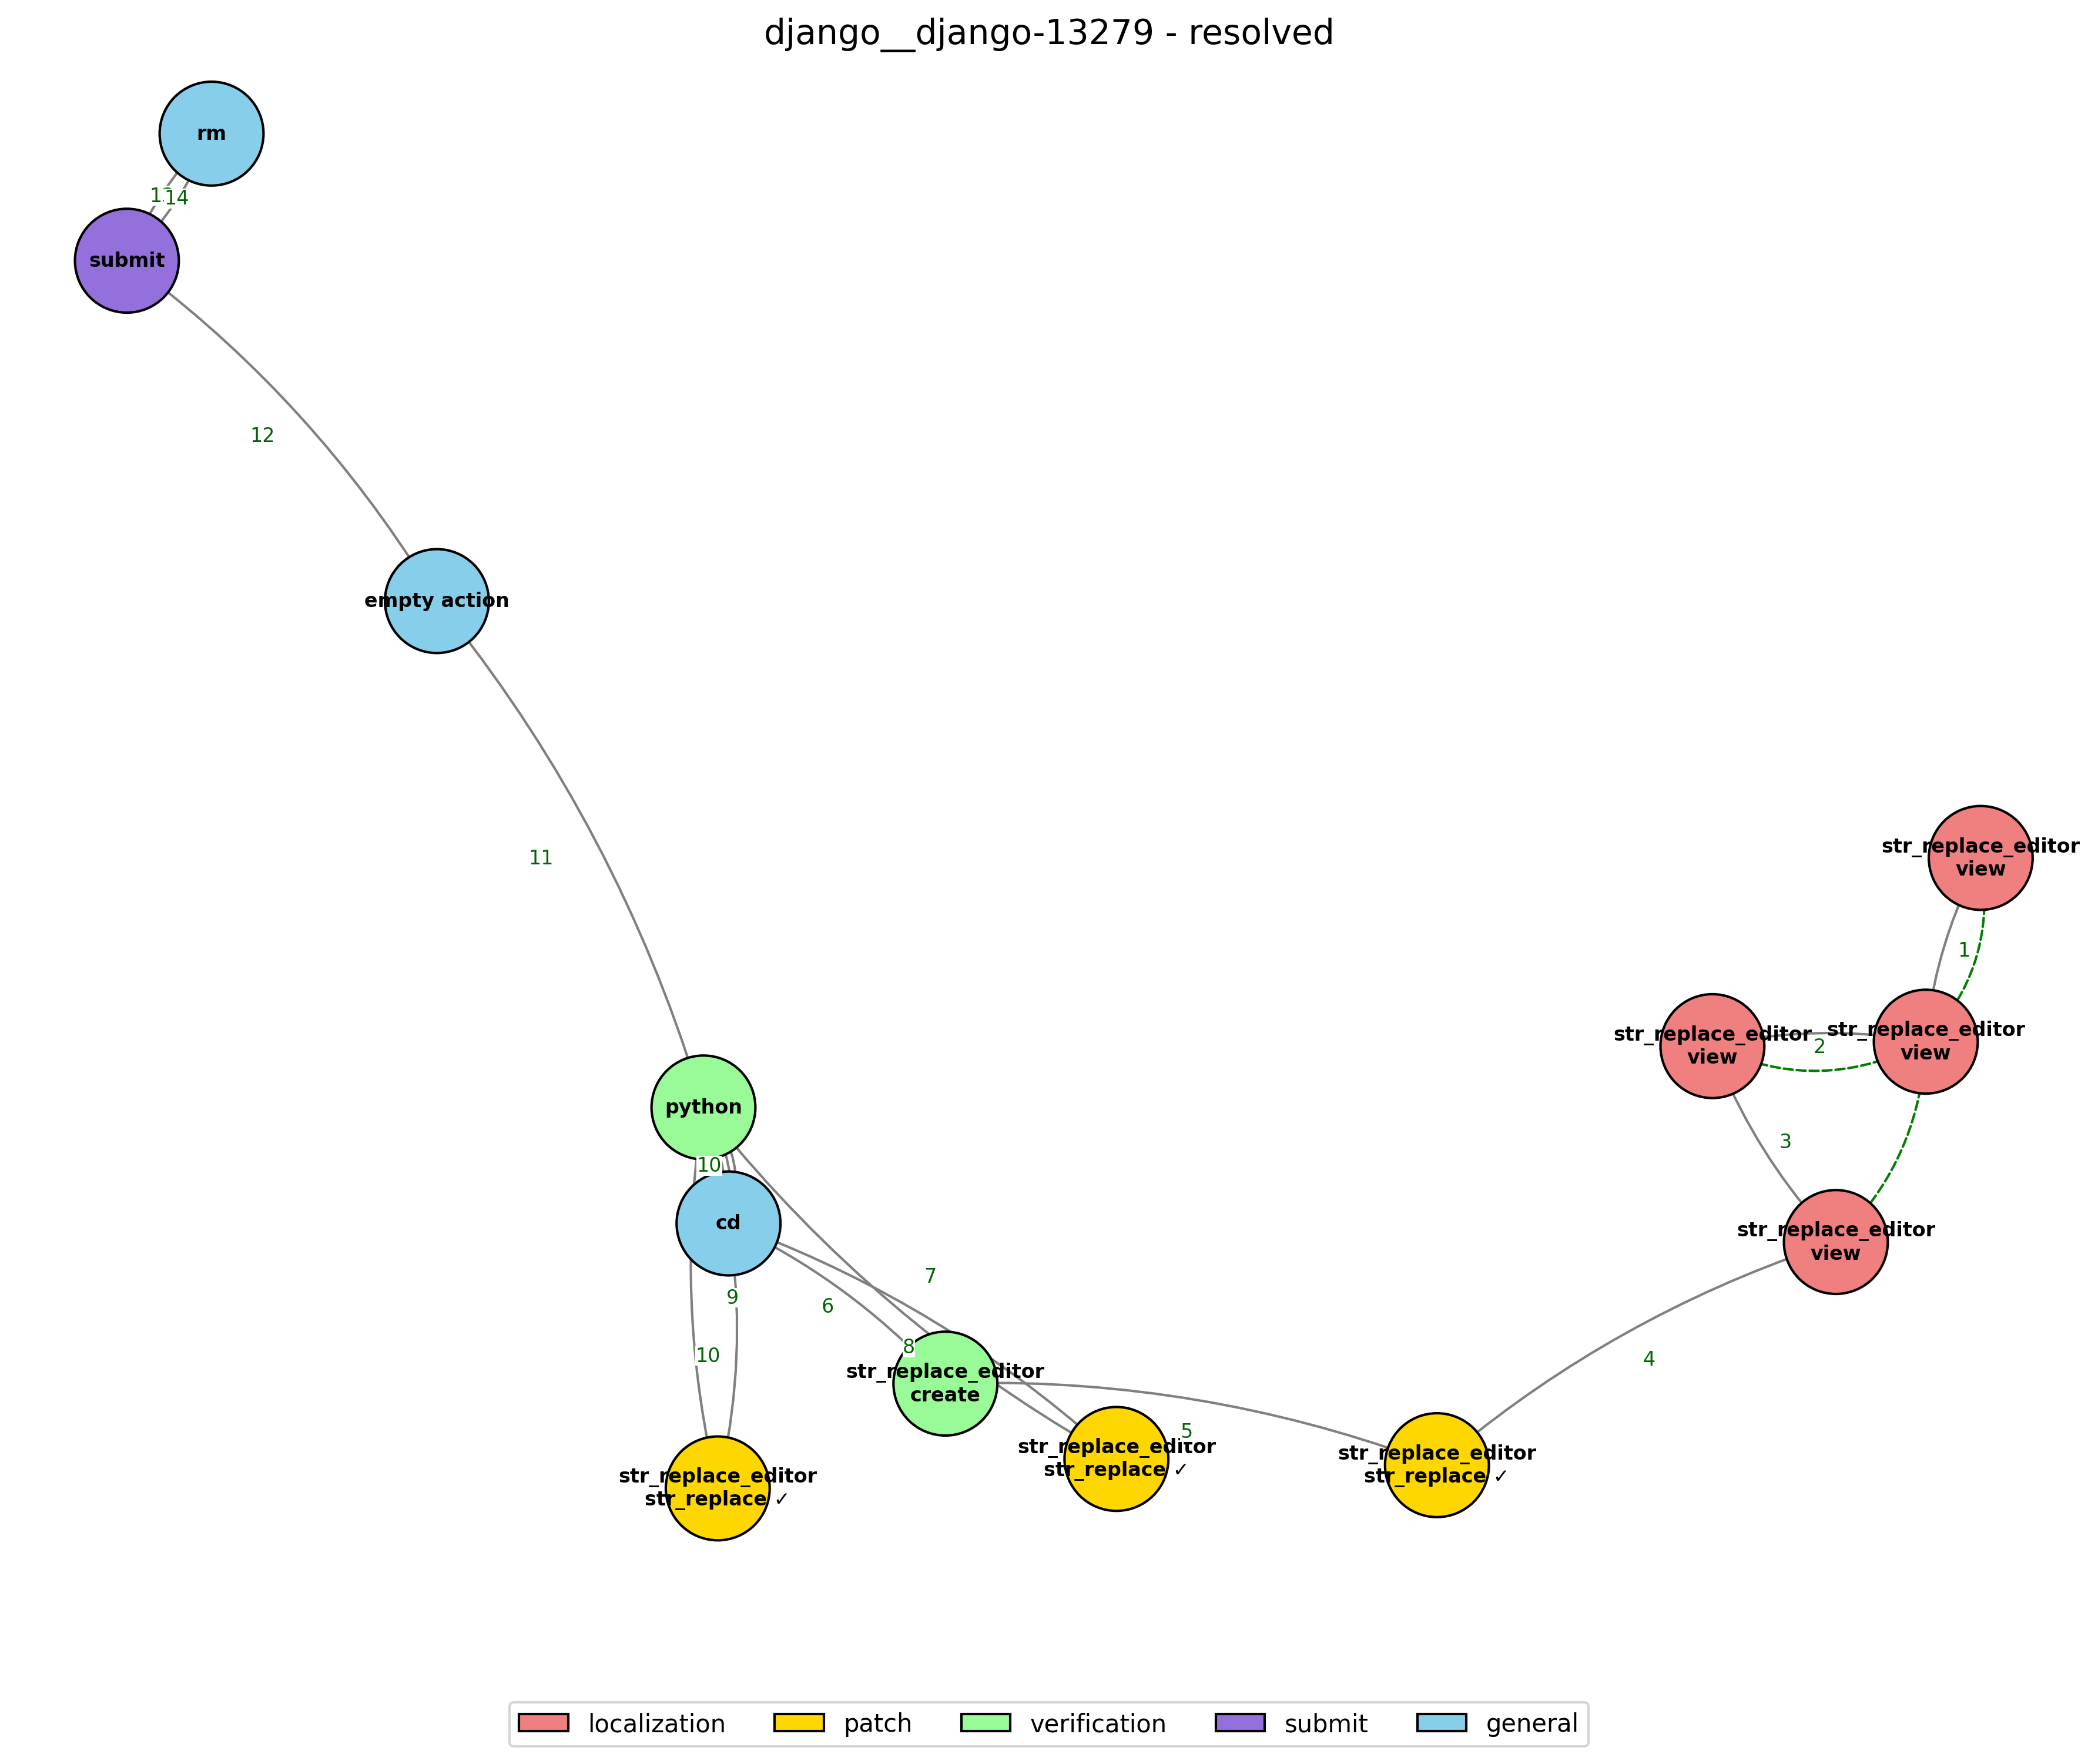 django__django-13279 - resolved
rm
14
submit
12
empty action
11
str_replace_editor
view
1
str_replace_editor
view
2
str_replace_editor
view
python
3
10
cd
str_replace_editor
view
7
9
6
8
10
4
str_replace_editor
create
5
str_replace_editor
str_replace ✓
str_replace_editor
str_replace ✓
str_replace_editor
str_replace ✓
localization
patch
verification
submit
general